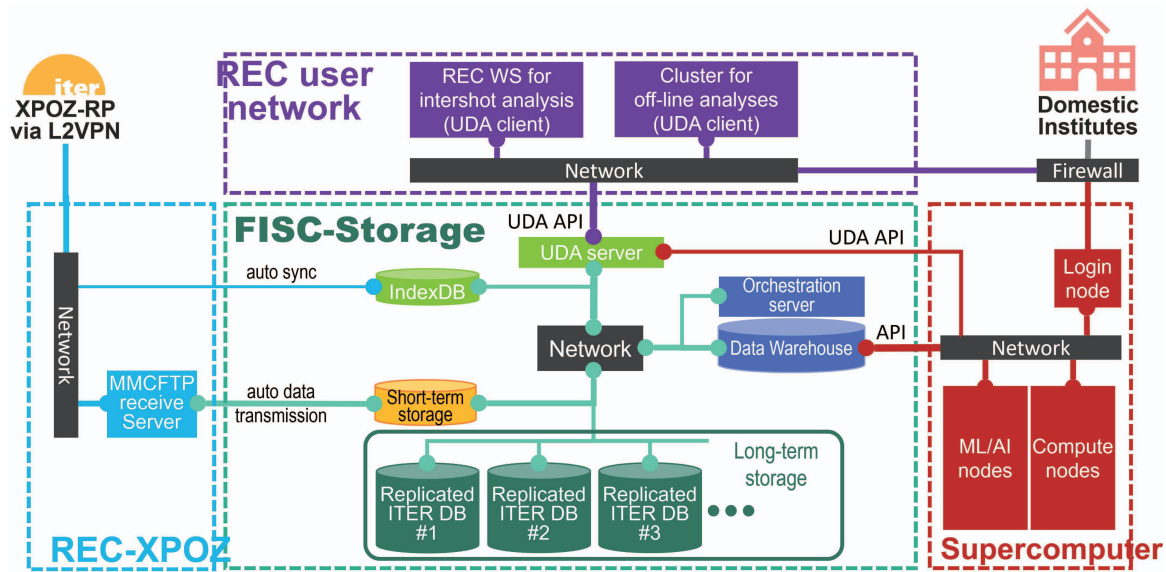 iter
XPOZ-RP
via L2VPN
REC user
network
REC WS for
intershot analysis
(UDA client)
Cluster for
off-line analyses
(UDA client)
Network
Domestic
Institutes
Firewall
FISC-Storage
UDA API
UDA server
UDA API
Login
node
auto sync
IndexDB
Orchestration
server
Network
Network
Data Warehouse
API
Network
MMCFTP
receive
Server
auto data
transmission
Short-term
storage
ML/AI
nodes
Compute
nodes
Long-term
storage
Replicated
ITER DB
#1
Replicated
ITER DB
#2
Replicated
ITER DB
#3
REC-XPOZ
Supercomputer